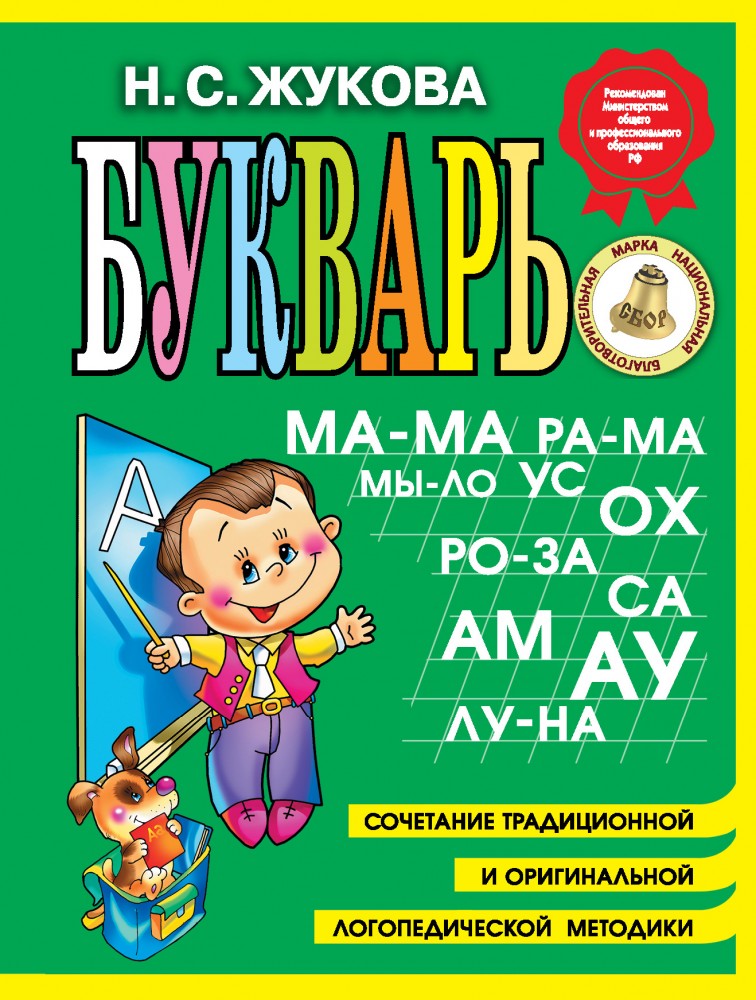 Н. С. ЖУКОВА
БУКВАРЬ
Рекомендован
Министерством
общего
и профессионального
образования
РФ
БЛАГОТВОРИТЕЛЬНАЯ МАРКА НАЦИОНАЛЬНАЯ
СБОР
А
МА-МА РА-МА
МЫ-ЛО УС
ОХ
РО-ЗА
СА
АМ
АУ
ЛУ-НА
Аа
СОЧЕТАНИЕ ТРАДИЦИОННОЙ
И ОРИГИНАЛЬНОЙ
ЛОГОПЕДИЧЕСКОЙ МЕТОДИКИ